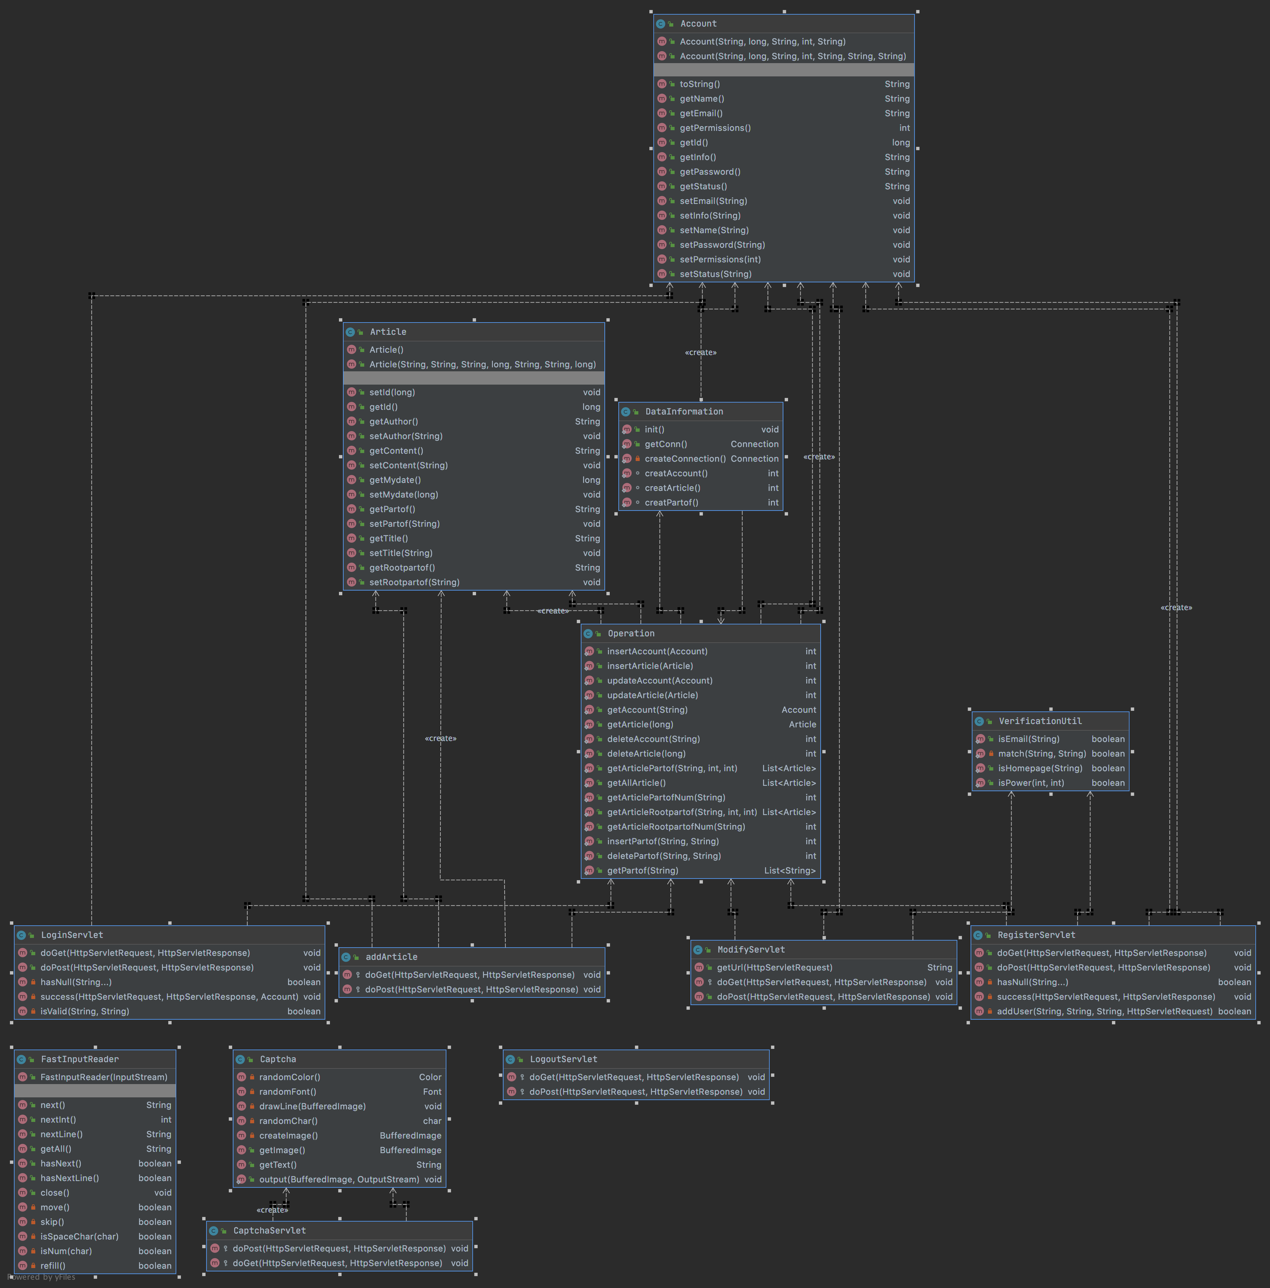 Account
Account(String, long, String, int, String)
Account(String, long, String, int, String, String, String)
toString() String
getName() String
getEmail() String
getPermissions() int
getId() long
getInfo() String
getPassword() String
getStatus() String
setEmail(String) void
setInfo(String) void
setName(String) void
setPassword(String) void
setPermissions(int) void
setStatus(String) void
Article
Article()
Article(String, String, String, long, String, String, long)
setId(long) void
getId() long
getAuthor() String
setAuthor(String) void
getContent() String
setContent(String) void
getMydate() long
setMydate(long) void
getPartof() String
setPartof(String) void
getTitle() String
setTitle(String) void
getRootpartof() String
setRootpartof(String) void
«create»
DataInformation
init() void
getConn() Connection
createConnection() Connection
creatAccount() int
creatArticle() int
creatPartof() int
«create»
«create»
«create»
«create»
Operation
insertAccount(Account) int
insertArticle(Article) int
updateAccount(Account) int
updateArticle(Article) int
getAccount(String) Account
getArticle(long) Article
deleteAccount(String) int
deleteArticle(long) int
getArticlePartof(String, int, int) List<Article>
getAllArticle() List<Article>
getArticlePartofNum(String) int
getArticleRootpartof(String, int, int) List<Article>
getArticleRootpartofNum(String) int
insertPartof(String, String) int
deletePartof(String, String) int
getPartof(String) List<String>
VerificationUtil
isEmail(String) boolean
match(String, String) boolean
isHomepage(String) boolean
isPower(int, int) boolean
LoginServlet
doGet(HttpServletRequest, HttpServletResponse) void
doPost(HttpServletRequest, HttpServletResponse) void
hasNull(String...) boolean
success(HttpServletRequest, HttpServletResponse, Account) void
isValid(String, String) boolean
addArticle
doGet(HttpServletRequest, HttpServletResponse) void
doPost(HttpServletRequest, HttpServletResponse) void
ModifyServlet
getUrl(HttpServletRequest) String
doGet(HttpServletRequest, HttpServletResponse) void
doPost(HttpServletRequest, HttpServletResponse) void
RegisterServlet
doGet(HttpServletRequest, HttpServletResponse) void
doPost(HttpServletRequest, HttpServletResponse) void
hasNull(String...) boolean
success(HttpServletRequest, HttpServletResponse) void
addUser(String, String, String, HttpServletRequest) boolean
FastInputReader
FastInputReader(InputStream)
next() String
nextInt() int
nextLine() String
getAll() String
hasNext() boolean
hasNextLine() boolean
close() void
move() boolean
skip() boolean
isSpaceChar(char) boolean
isNum(char) boolean
refill() boolean
Captcha
randomColor() Color
randomFont() Font
drawLine(BufferedImage) void
randomChar() char
createImage() BufferedImage
getImage() BufferedImage
getText() String
output(BufferedImage, OutputStream) void
«create»
CaptchaServlet
doPost(HttpServletRequest, HttpServletResponse) void
doGet(HttpServletRequest, HttpServletResponse) void
LogoutServlet
doGet(HttpServletRequest, HttpServletResponse) void
doPost(HttpServletRequest, HttpServletResponse) void
Powered by yFiles